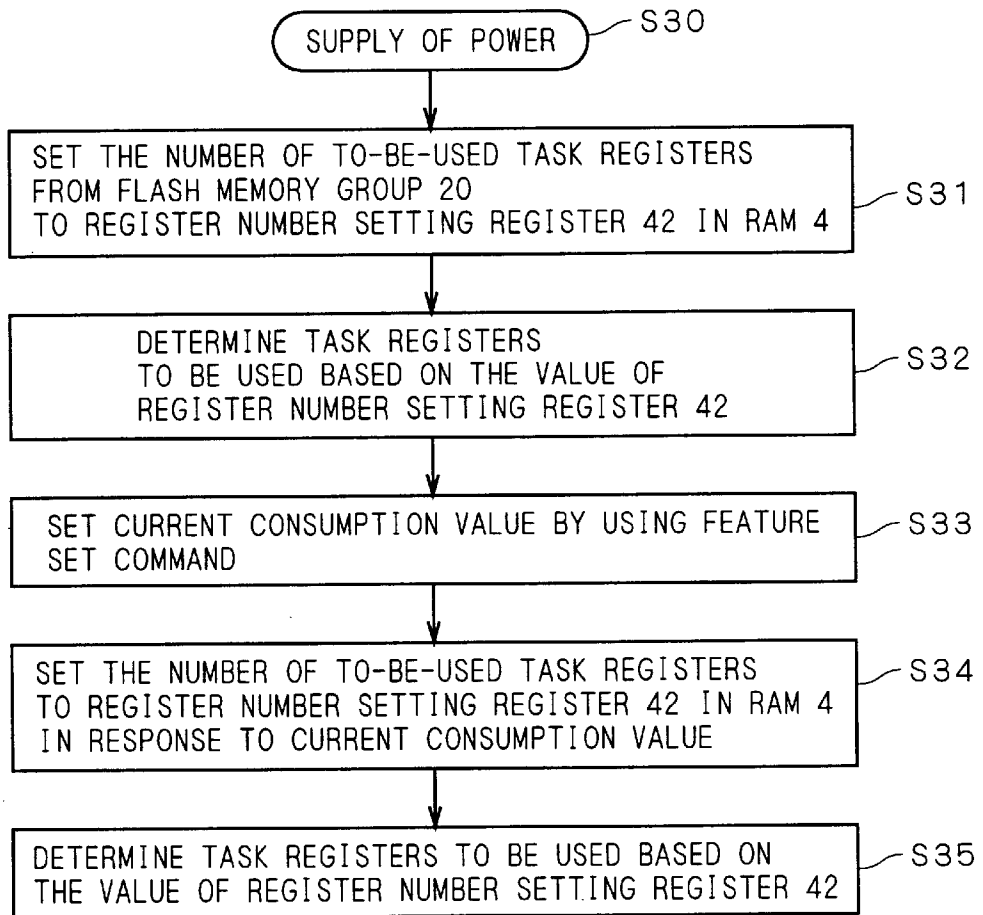 SUPPLY OF POWER
S30
SET THE NUMBER OF TO-BE-USED TASK REGISTERS
FROM FLASH MEMORY GROUP 20
TO REGISTER NUMBER SETTING REGISTER 42 IN RAM 4
S31
DETERMINE TASK REGISTERS
TO BE USED BASED ON THE VALUE OF
REGISTER NUMBER SETTING REGISTER 42
S32
SET CURRENT CONSUMPTION VALUE BY USING FEATURE
SET COMMAND
S33
SET THE NUMBER OF TO-BE-USED TASK REGISTERS
TO REGISTER NUMBER SETTING REGISTER 42 IN RAM 4
IN RESPONSE TO CURRENT CONSUMPTION VALUE
S34
DETERMINE TASK REGISTERS TO BE USED BASED ON
THE VALUE OF REGISTER NUMBER SETTING REGISTER 42
S35